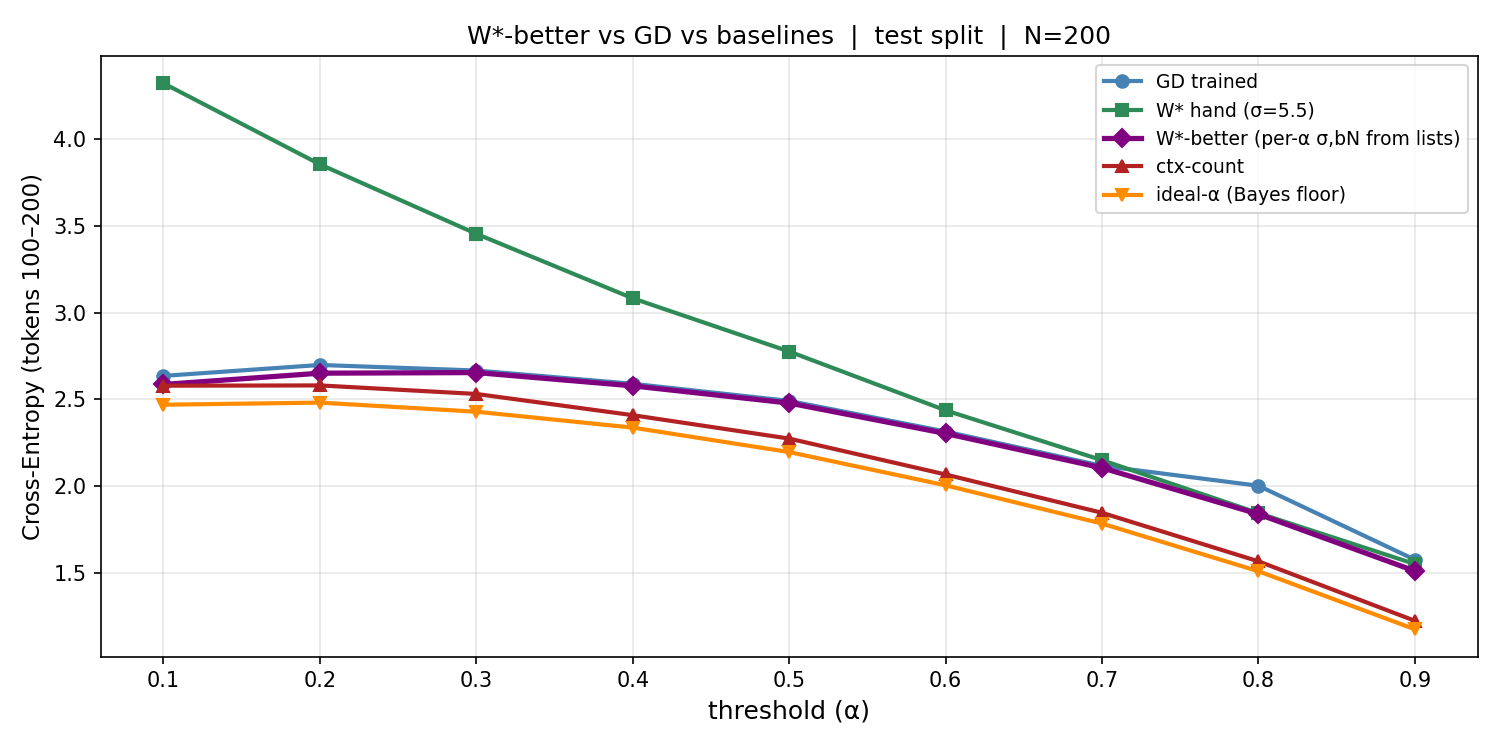 W*-better vs GD vs baselines | test split | N=200
GD trained
W* hand (σ=5.5)
W*-better (per-α σ,bN from lists)
ctx-count
ideal-α (Bayes floor)
Cross-Entropy (tokens 100–200)
4.0
3.5
3.0
2.5
2.0
1.5
0.1 0.2 0.3 0.4 0.5 0.6 0.7 0.8 0.9
threshold (α)